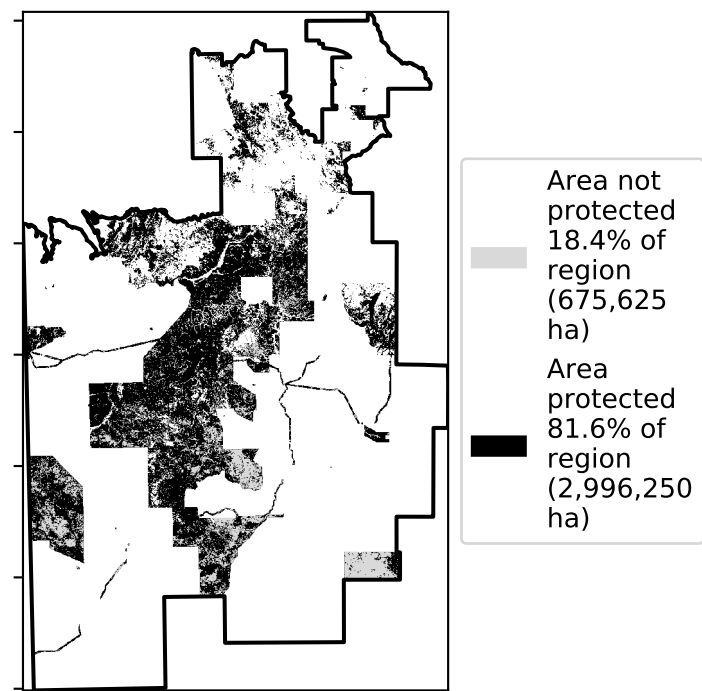 Area not
protected
18.4% of
region
(675,625
ha)
Area
protected
81.6% of
region
(2,996,250
ha)